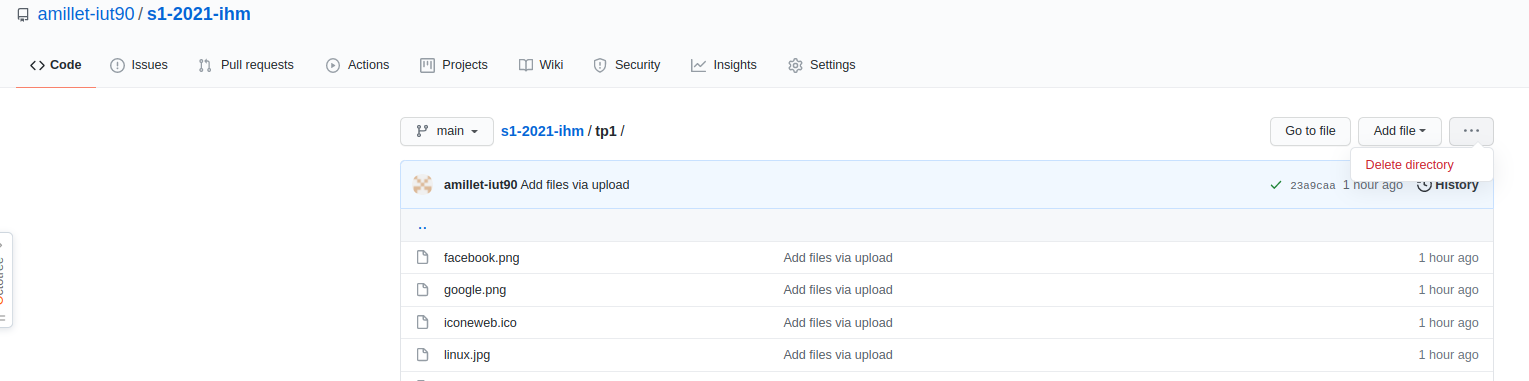 amillet-iut90 / s1-2021-ihm
Code Issues Pull requests Actions Projects Wiki Security Insights Settings
main s1-2021-ihm / tp1 / Go to file Add file ...
Delete directory
amillet-iut90 Add files via upload 23a9caa 1 hour ago History
..
facebook.png Add files via upload 1 hour ago
google.png Add files via upload 1 hour ago
iconeweb.ico Add files via upload 1 hour ago
linux.jpg Add files via upload 1 hour ago